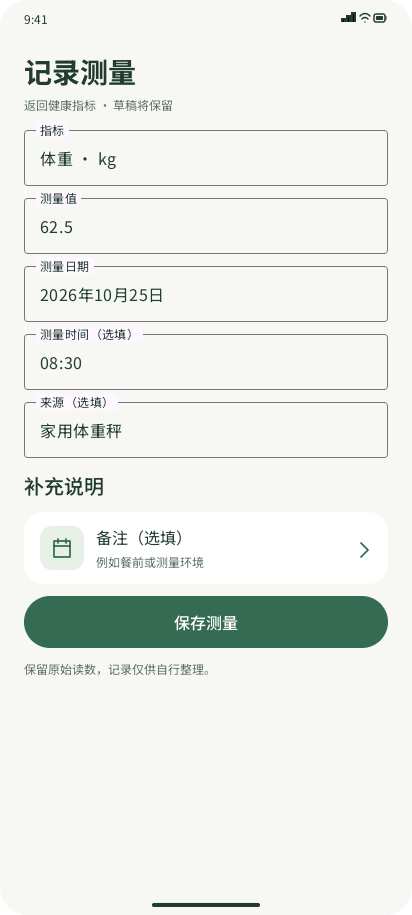 9:41
记录测量
返回健康指标 · 草稿将保留
指标
体重 · kg
测量值
62.5
测量日期
2026年10月25日
测量时间（选填）
08:30
来源（选填）
家用体重秤
补充说明
备注（选填）
例如餐前或测量环境
保存测量
保留原始读数，记录仅供自行整理。